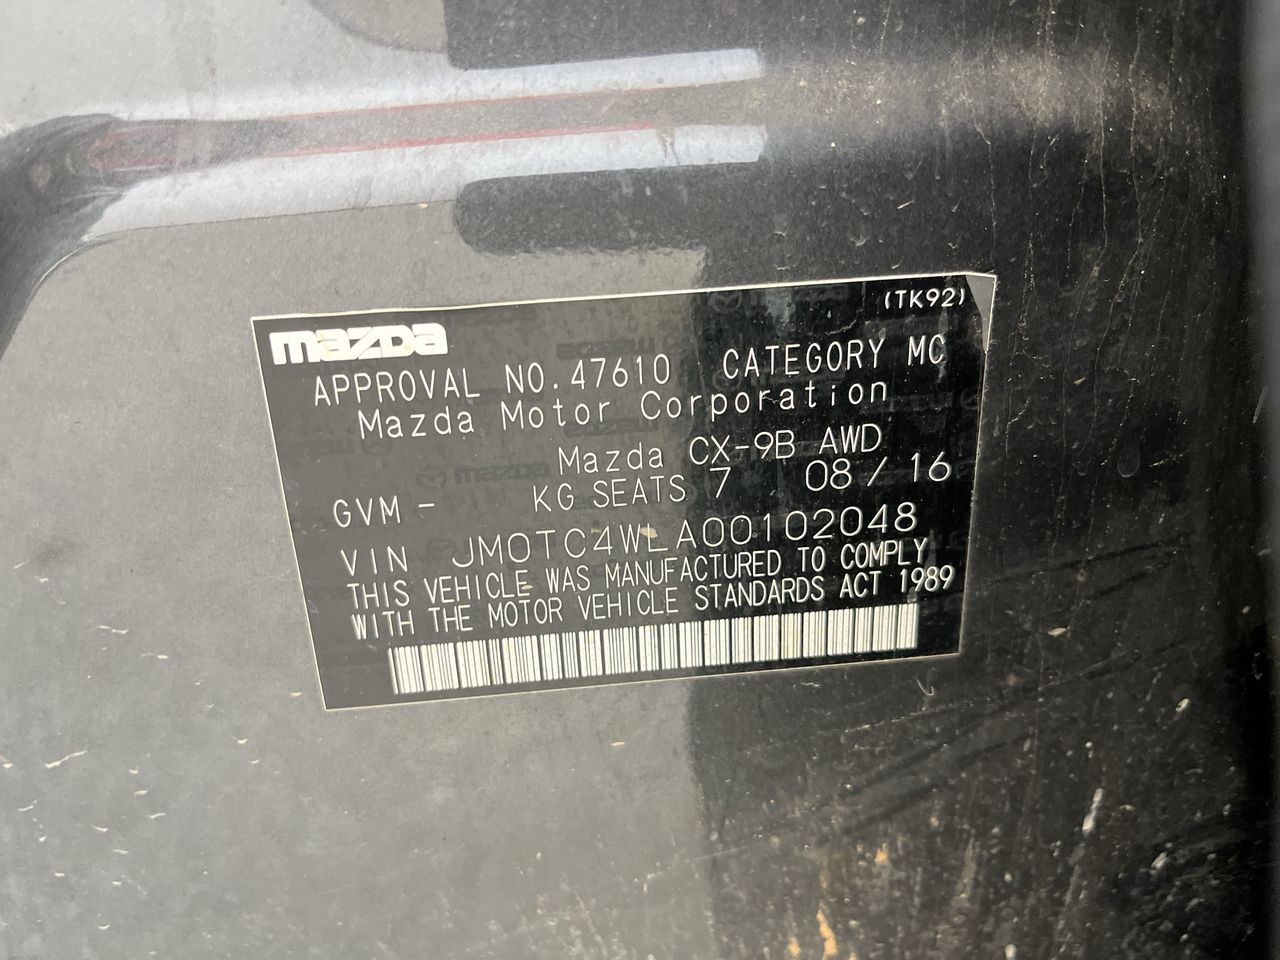 (TK92)
mazDa
APPROVAL NO.47610 CATEGORY MC
Mazda Motor Corporation
Mazda CX-9B AWD
GVM - KG SEATS 7 08/16
VIN JM0TC4WLA00102048
THIS VEHICLE WAS MANUFACTURED TO COMPLY
WITH THE MOTOR VEHICLE STANDARDS ACT 1989